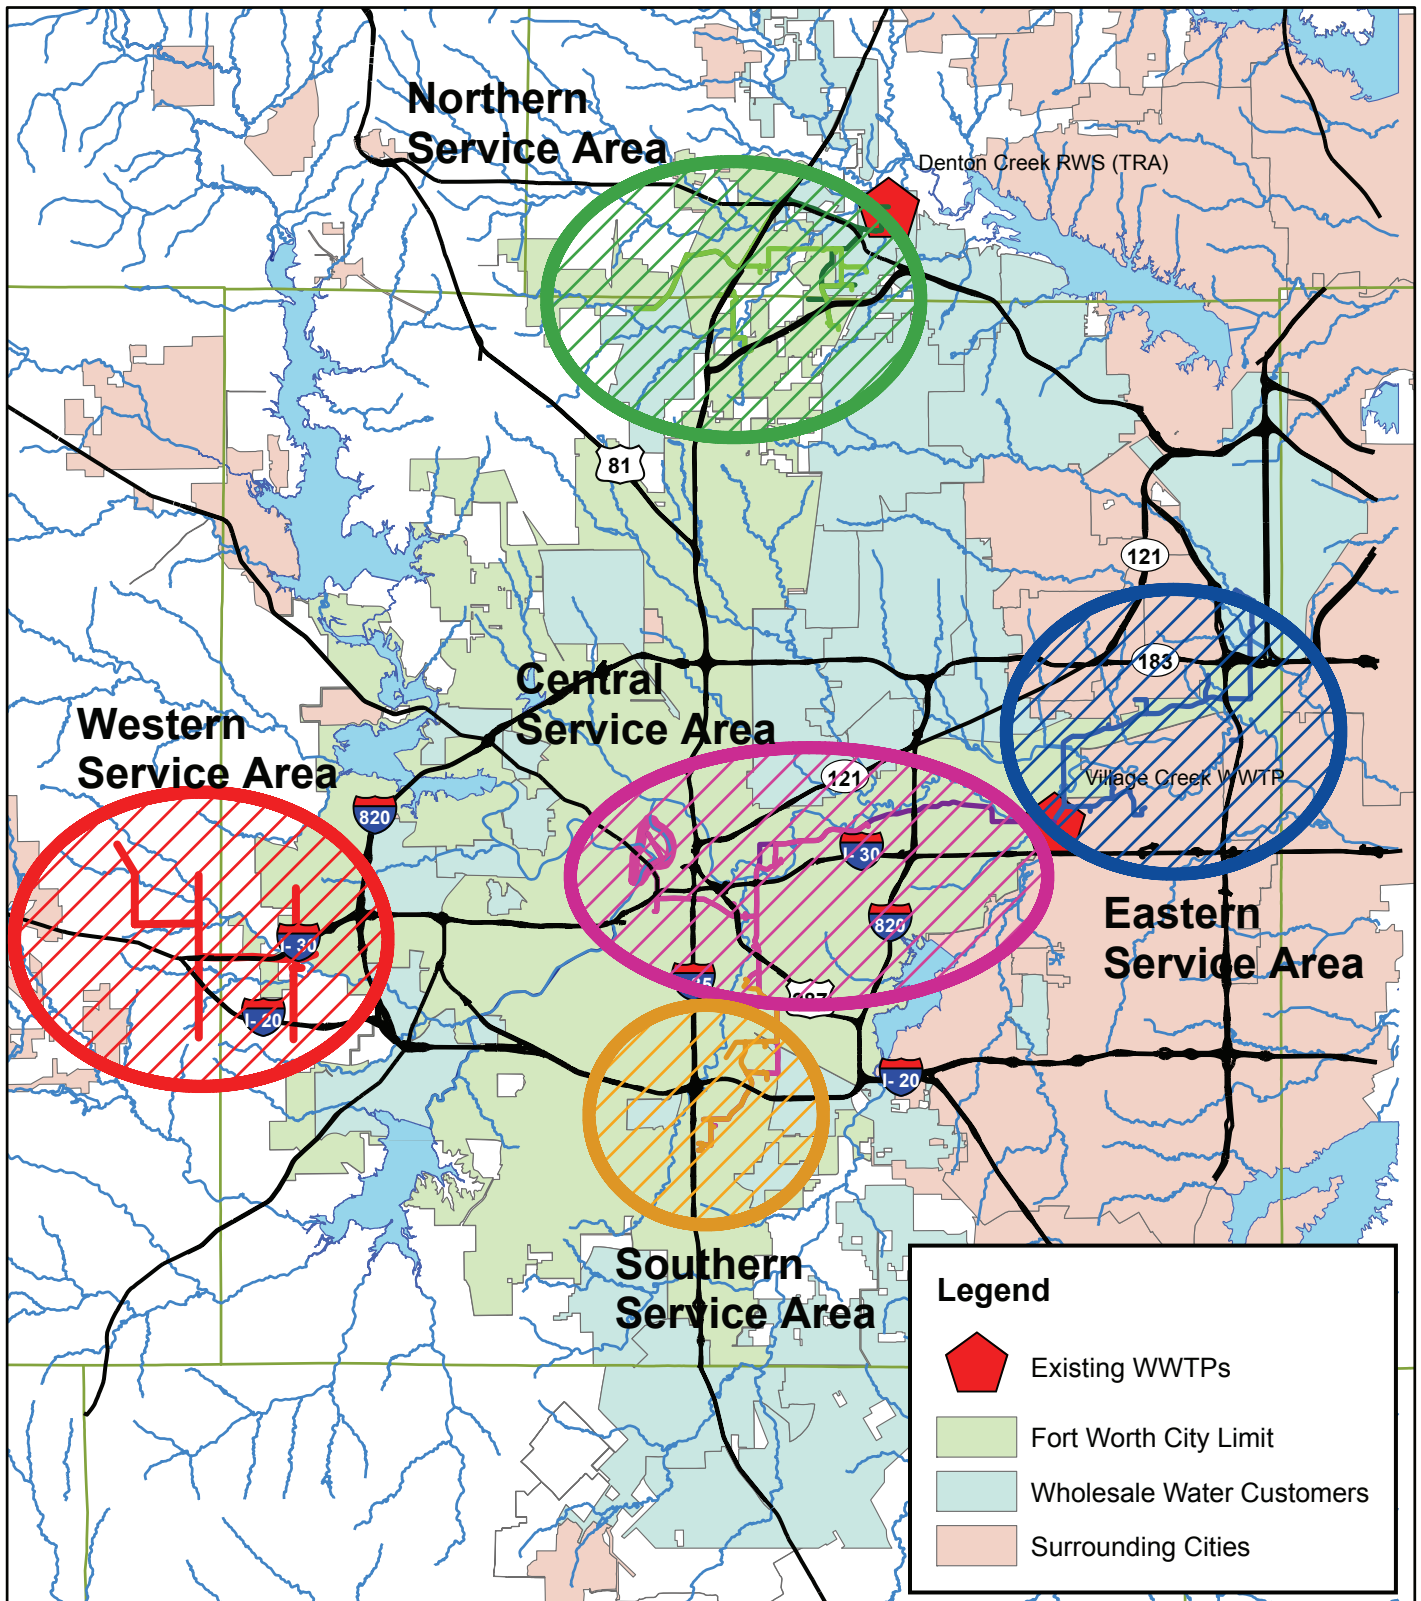 Northern
Service Area
Denton Creek RWS (TRA)
81
121
183
Central
Service Area
Western
Service Area
121
Village Creek WWTP
820
I- 30
820
Eastern
Service Area
I- 30
I- 20
I- 20
Southern
Service Area
Legend
Existing WWTPs
Fort Worth City Limit
Wholesale Water Customers
Surrounding Cities